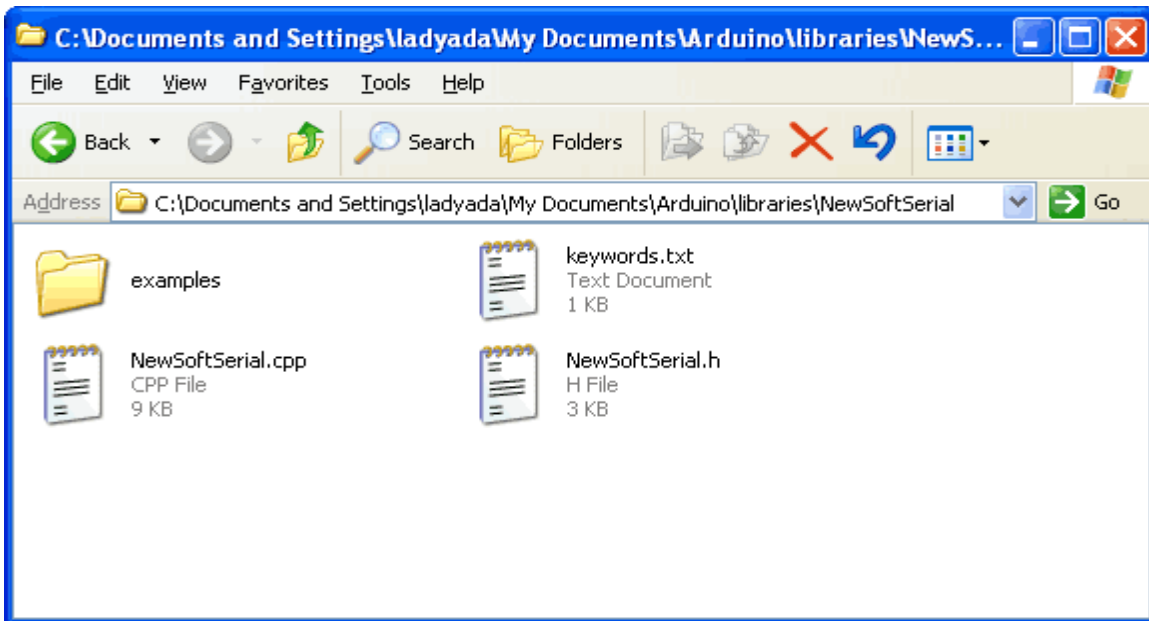 C:\Documents and Settings\ladyada\My Documents\Arduino\libraries\NewS...
File Edit View Favorites Tools Help
Back Search Folders
Address C:\Documents and Settings\ladyada\My Documents\Arduino\libraries\NewSoftSerial Go
examples
keywords.txt
Text Document
1 KB
NewSoftSerial.cpp
CPP File
9 KB
NewSoftSerial.h
H File
3 KB